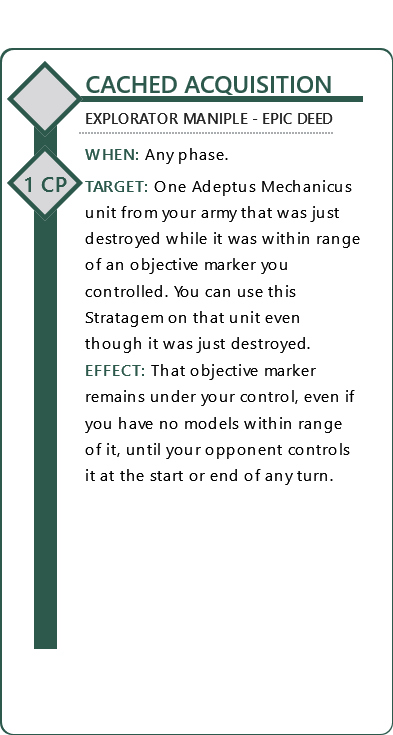 CACHED ACQUISITION
EXPLORATOR MANIPLE - EPIC DEED
WHEN: Any phase.
1 CP
TARGET: One Adeptus Mechanicus
unit from your army that was just
destroyed while it was within range
of an objective marker you
controlled. You can use this
Stratagem on that unit even
though it was just destroyed.
EFFECT: That objective marker
remains under your control, even if
you have no models within range
of it, until your opponent controls
it at the start or end of any turn.